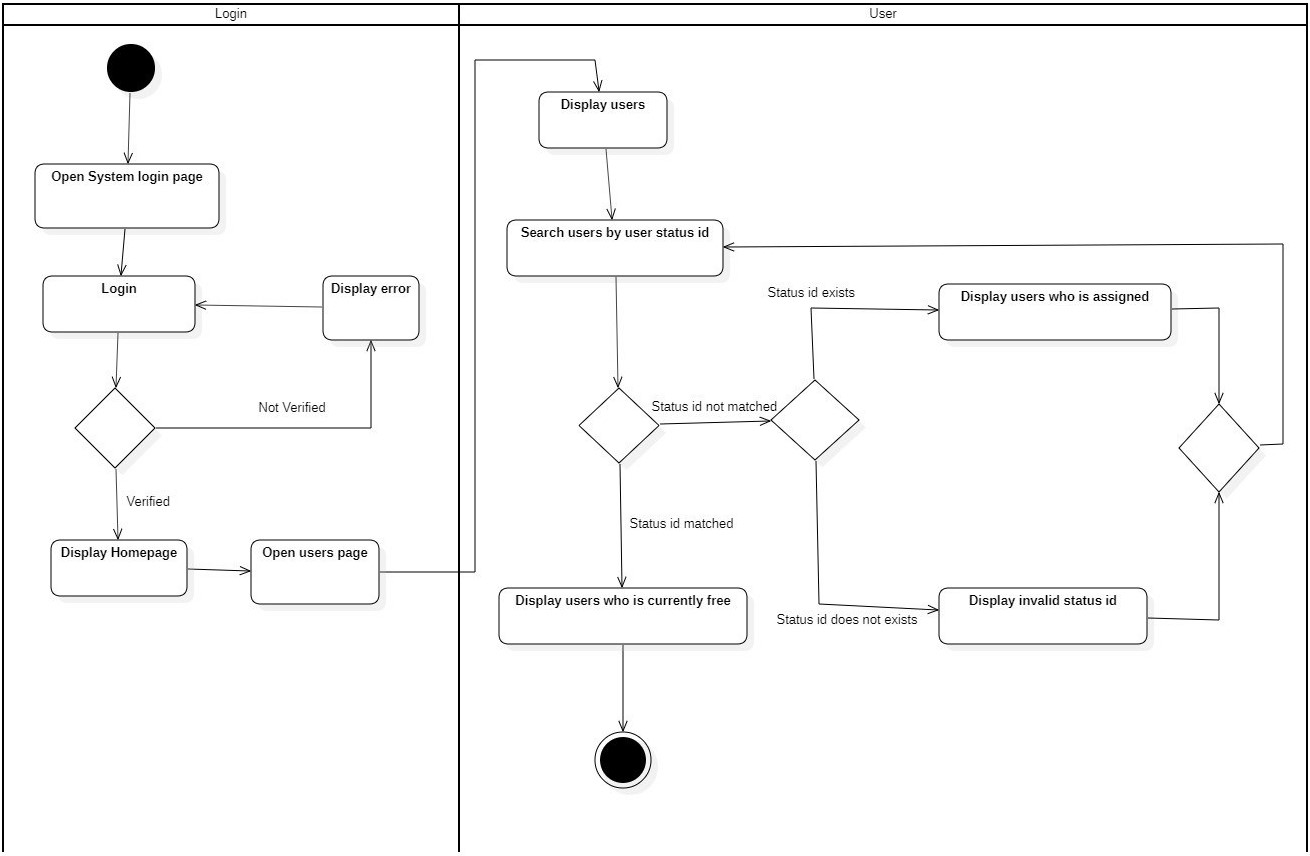 Login
User
Open System login page
Login
Display error
Not Verified
Verified
Display Homepage
Open users page
Display users
Search users by user status id
Status id exists
Display users who is assigned
Status id not matched
Status id matched
Display users who is currently free
Status id does not exists
Display invalid status id